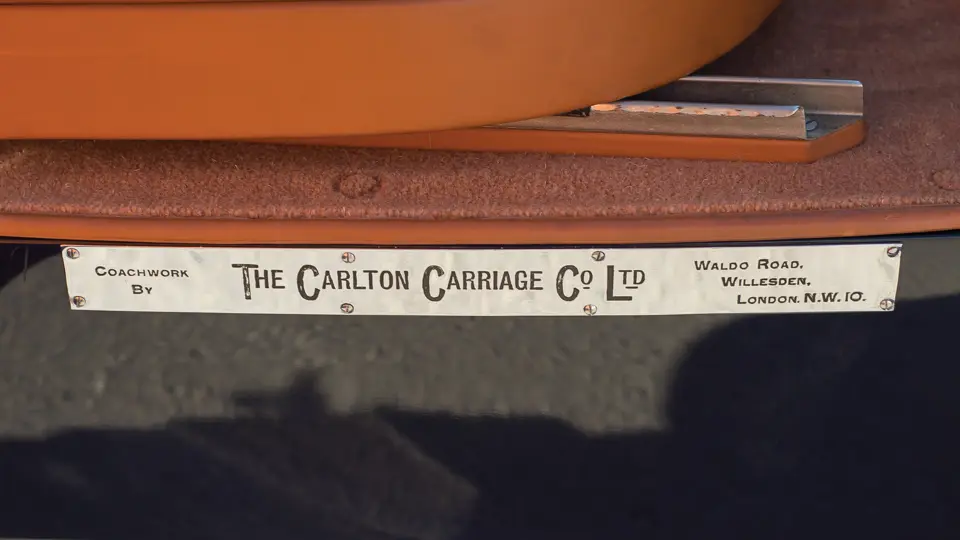 Coachwork
By
The Carlton Carriage Co Ltd
Waldo Road,
Willesden,
London. N.W. 10.